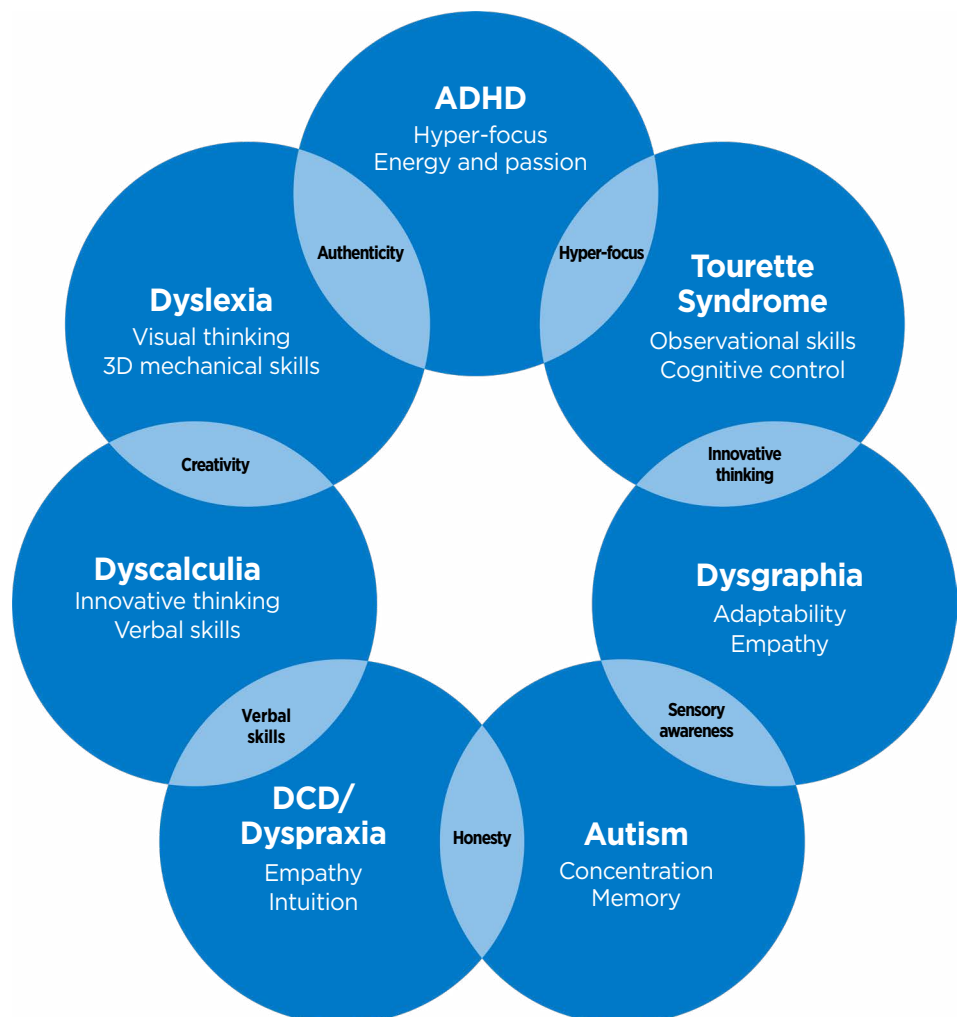 ADHD
Hyper-focus
Energy and passion
Authenticity
Hyper-focus
Tourette
Syndrome
Observational skills
Cognitive control
Dyslexia
Visual thinking
3D mechanical skills
Creativity
Innovative
thinking
Dyscalculia
Innovative thinking
Verbal skills
Dysgraphia
Adaptability
Empathy
Verbal
skills
Sensory
awareness
DCD/
Dyspraxia
Empathy
Intuition
Honesty
Autism
Concentration
Memory